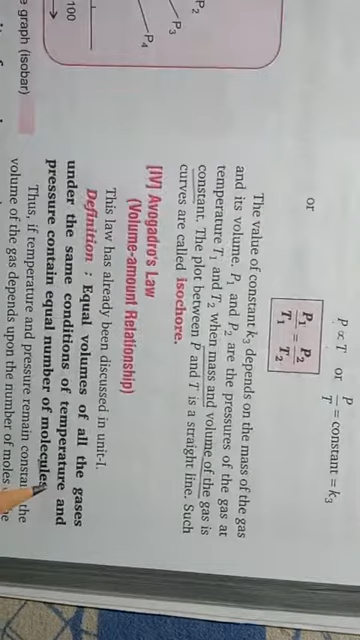 P₂
P₃
P₄
100
e graph (isobar)
P ∝ T or P/T = constant = k₃
or
P₁/T₁ = P₂/T₂
The value of constant k₃ depends on the mass of the gas
and its volume. P₁ and P₂ are the pressures of the gas at
temperature T₁ and T₂ when mass and volume of the gas is
constant. The plot between P and T is a straight line. Such
curves are called isochore.
[IV] Avogadro's Law
(Volume-amount Relationship)
This law has already been discussed in unit-I.
Definition : Equal volumes of all the gases
under the same conditions of temperature and
pressure contain equal number of molecules
Thus, if temperature and pressure remain the
volume of the gas depends upon the number of moles